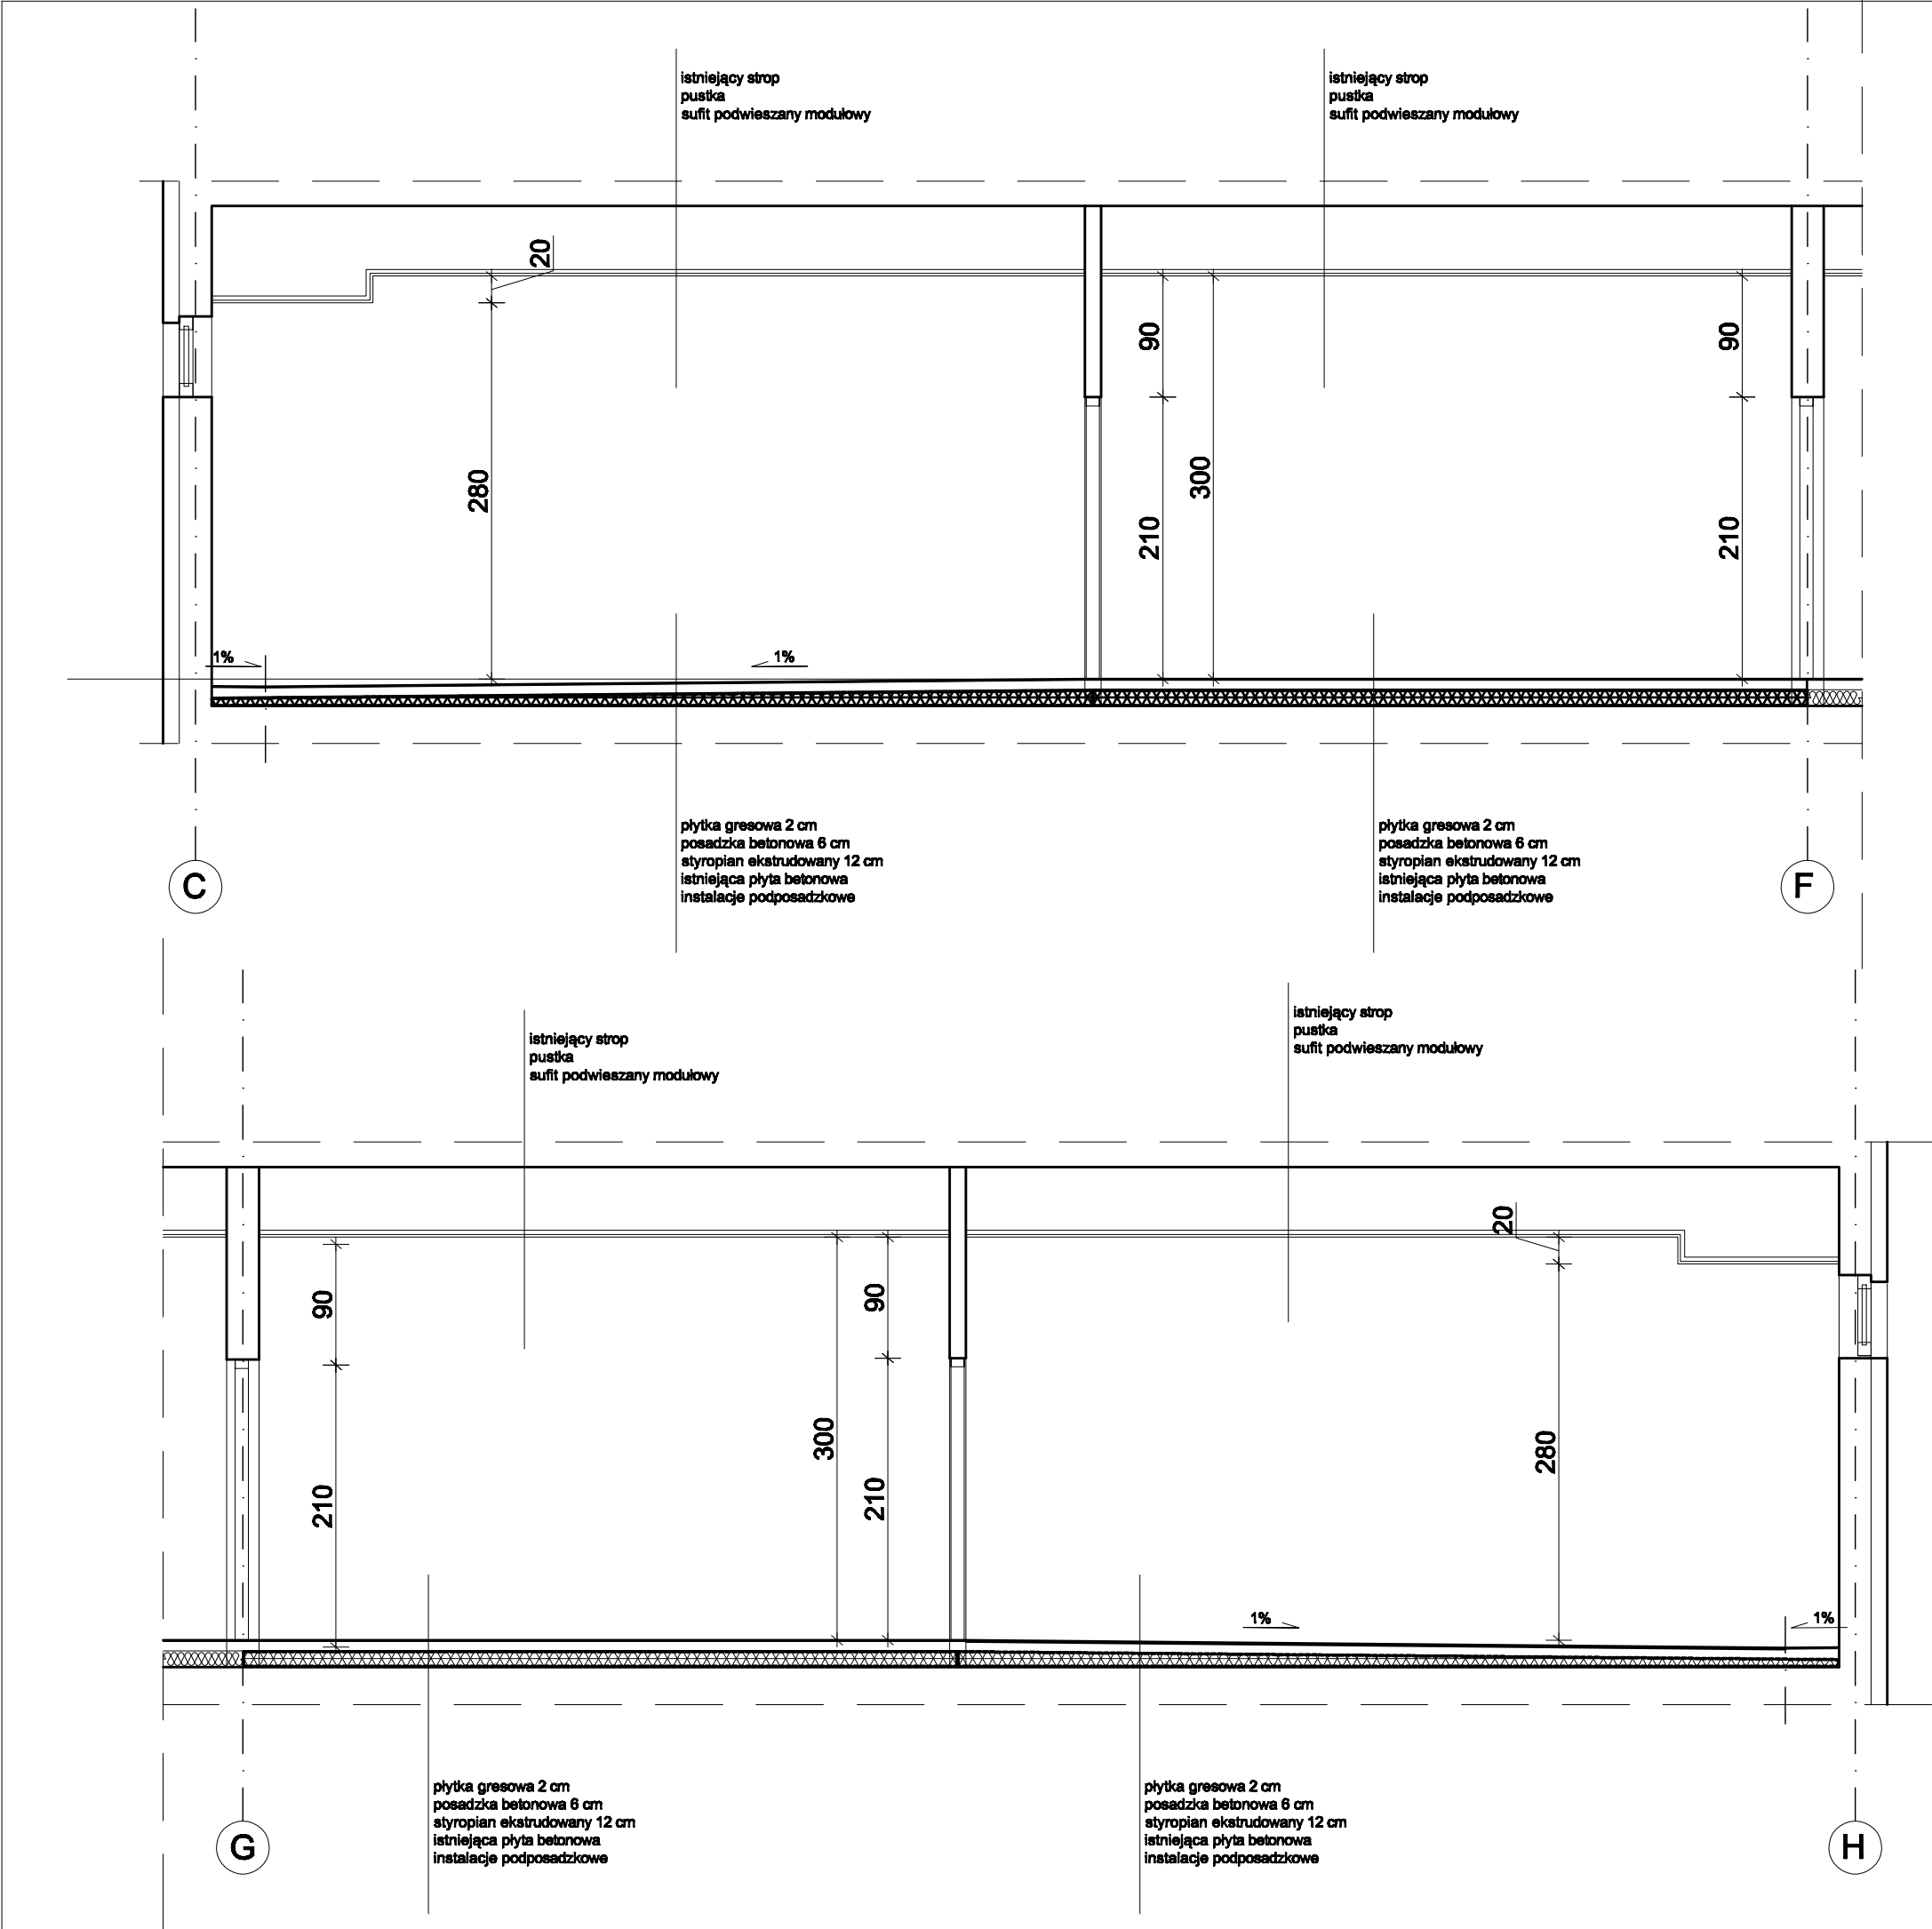 istniejący strop
pustka
sufit podwieszany modułowy
istniejący strop
pustka
sufit podwieszany modułowy
20
280
90
210
300
90
210
1%
1%
płytka gresowa 2 cm
posadzka betonowa 6 cm
styropian ekstrudowany 12 cm
istniejąca płyta betonowa
instalacje podposadzkowe
płytka gresowa 2 cm
posadzka betonowa 6 cm
styropian ekstrudowany 12 cm
istniejąca płyta betonowa
instalacje podposadzkowe
C
F
istniejący strop
pustka
sufit podwieszany modułowy
istniejący strop
pustka
sufit podwieszany modułowy
90
210
300
90
210
20
280
1%
1%
płytka gresowa 2 cm
posadzka betonowa 6 cm
styropian ekstrudowany 12 cm
istniejąca płyta betonowa
instalacje podposadzkowe
płytka gresowa 2 cm
posadzka betonowa 6 cm
styropian ekstrudowany 12 cm
istniejąca płyta betonowa
instalacje podposadzkowe
G
H